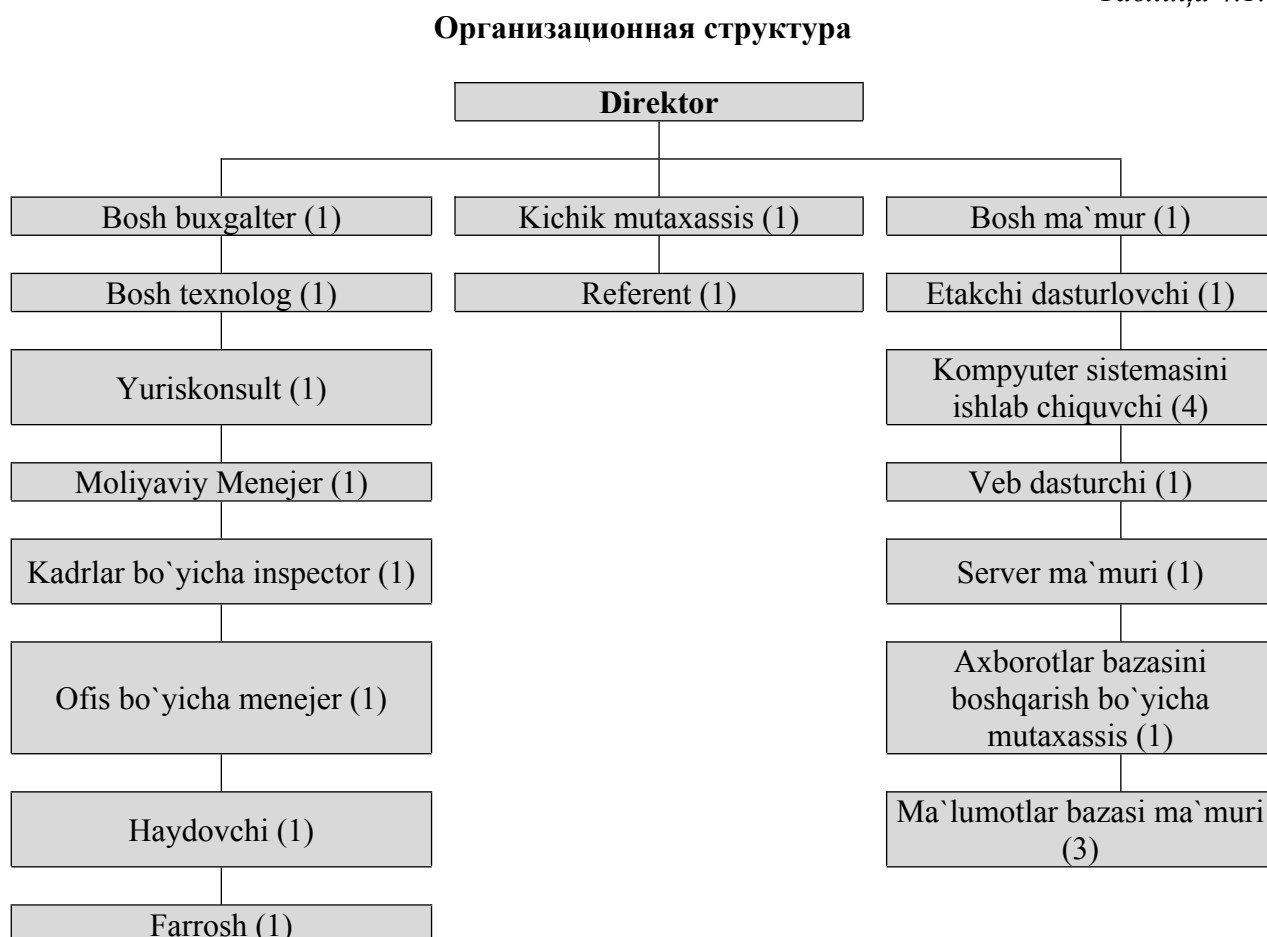 Организационная структура
Direktor
Bosh buxgalter (1)
Kichik mutaxassis (1)
Bosh ma`mur (1)
Bosh texnolog (1)
Referent (1)
Etakchi dasturlovchi (1)
Yuriskonsult (1)
Kompyuter sistemasini
ishlab chiquvchi (4)
Moliyaviy Menejer (1)
Veb dasturchi (1)
Kadrlar bo`yicha inspector (1)
Server ma`muri (1)
Ofis bo`yicha menejer (1)
Axborotlar bazasini
boshqarish bo`yicha
mutaxassis (1)
Haydovchi (1)
Ma`lumotlar bazasi ma`muri
(3)
Farrosh (1)